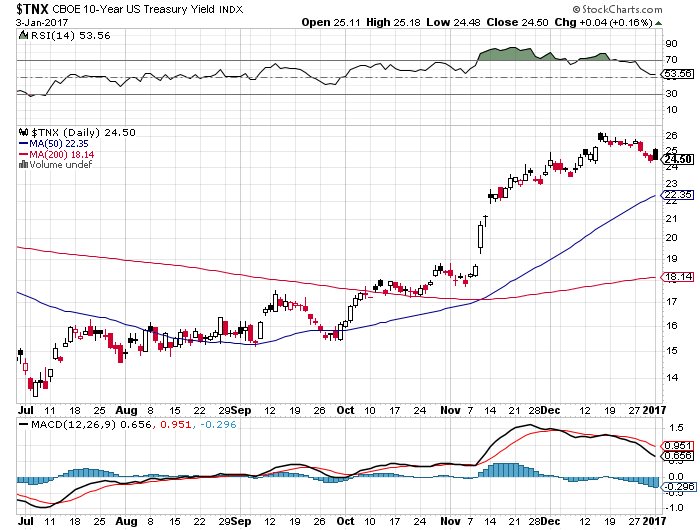 $TNX CBOE 10-Year US Treasury Yield INDX © StockCharts.com
3-Jan-2017 Open 25.11 High 25.18 Low 24.48 Close 24.50 Chg +0.04 (+0.16%)
RSI(14) 53.56
90
70
53.56
30
10
$TNX (Daily) 24.50
MA(50) 22.35
MA(200) 18.14
Volume undef
26
25
24.50
24
23
22.35
22
21
20
19
18.14
18
17
16
15
14
Jul 11 18 25 Aug 8 15 22 29 Sep 12 19 26 Oct 10 17 24 Nov 7 14 21 28 Dec 12 19 27 2017
MACD(12,26,9) 0.656, 0.951, -0.296
1.5
1.0
0.951
0.656
0.0
-0.296
-0.5
-1.0
Jul 11 18 25 Aug 8 15 22 29 Sep 12 19 26 Oct 10 17 24 Nov 7 14 21 28 Dec 12 19 27 2017